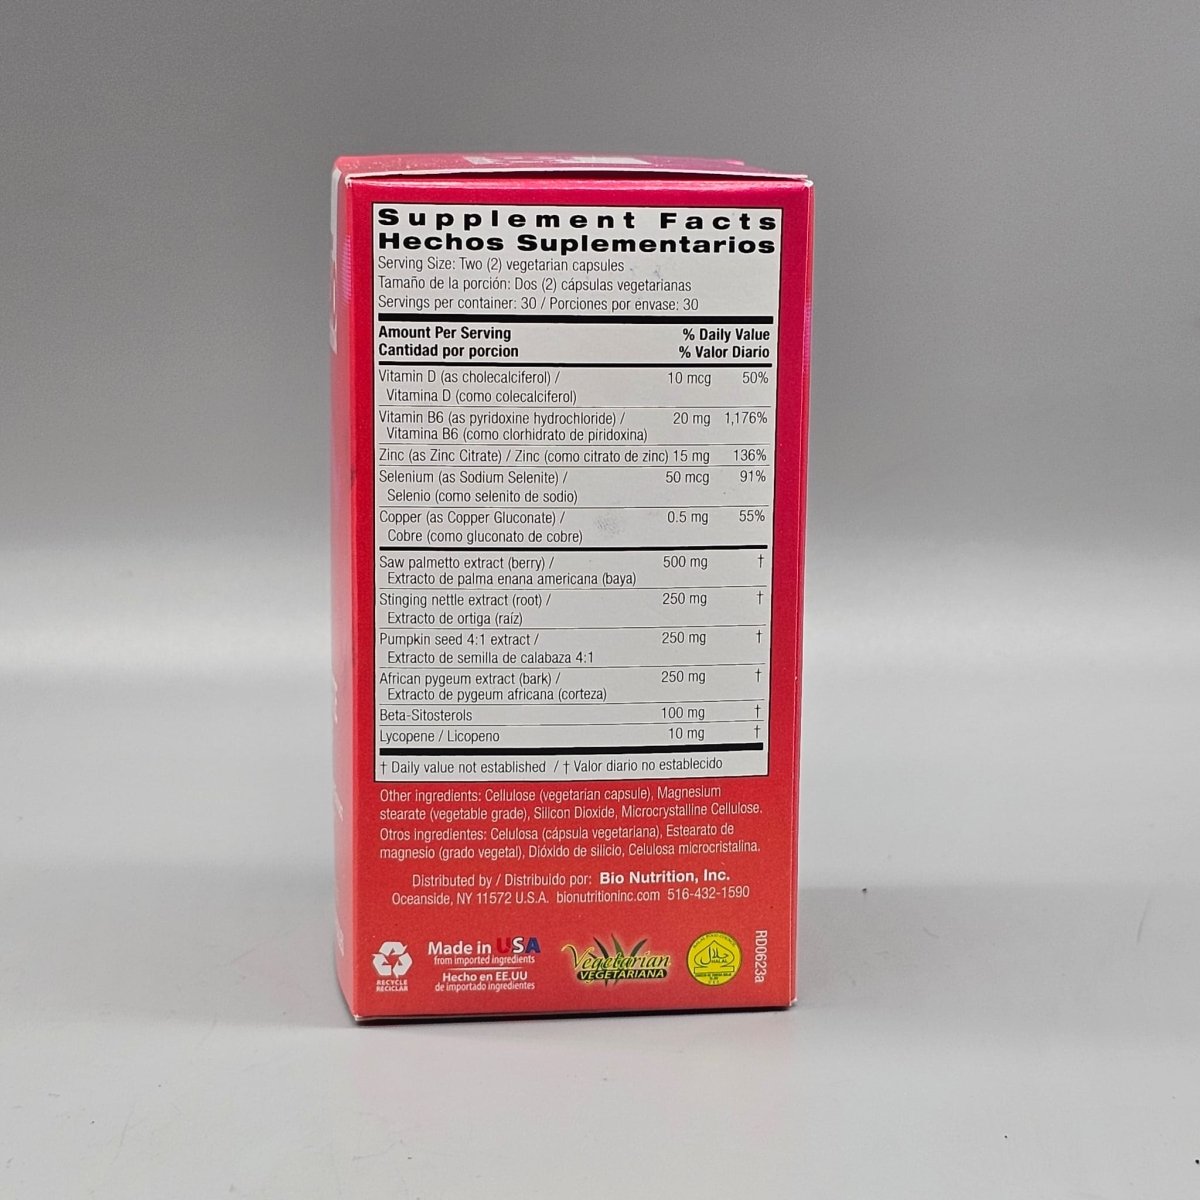 Supplement Facts
Hechos Suplementarios
Serving Size: Two (2) vegetarian capsules
Tamaño de la porción: Dos (2) cápsulas vegetarianas
Servings per container: 30 / Porciones por envase: 30
Amount Per Serving % Daily Value
Cantidad por porcion % Valor Diario
Vitamin D (as cholecalciferol) / 10 mcg 50%
Vitamina D (como colecalciferol)
Vitamin B6 (as pyridoxine hydrochloride) / 20 mg 1,176%
Vitamina B6 (como clorhidrato de piridoxina)
Zinc (as Zinc Citrate) / Zinc (como citrato de zinc) 15 mg 136%
Selenium (as Sodium Selenite) / 50 mcg 91%
Selenio (como selenito de sodio)
Copper (as Copper Gluconate) / 0.5 mg 55%
Cobre (como gluconato de cobre)
Saw palmetto extract (berry) / 500 mg †
Extracto de palma enana americana (baya)
Stinging nettle extract (root) / 250 mg †
Extracto de ortiga (raíz)
Pumpkin seed 4:1 extract / 250 mg †
Extracto de semilla de calabaza 4:1
African pygeum extract (bark) / 250 mg †
Extracto de pygeum africana (corteza)
Beta-Sitosterols 100 mg †
Lycopene / Licopeno 10 mg †
† Daily value not established / † Valor diario no establecido
Other ingredients: Cellulose (vegetarian capsule), Magnesium
stearate (vegetable grade), Silicon Dioxide, Microcrystalline Cellulose.
Otros ingredientes: Celulosa (cápsula vegetariana), Estearato de
magnesio (grado vegetal), Dióxido de silicio, Celulosa microcristalina.
Distributed by / Distribuido por: Bio Nutrition, Inc.
Oceanside, NY 11572 U.S.A. bionutritioninc.com 516-432-1590
RECYCLE
RECICLAR
Made in USA
from imported ingredients
Hecho en EE.UU
de importado ingredientes
Vegetarian
VEGETARIANA
حلال
HALAL
RD0623a